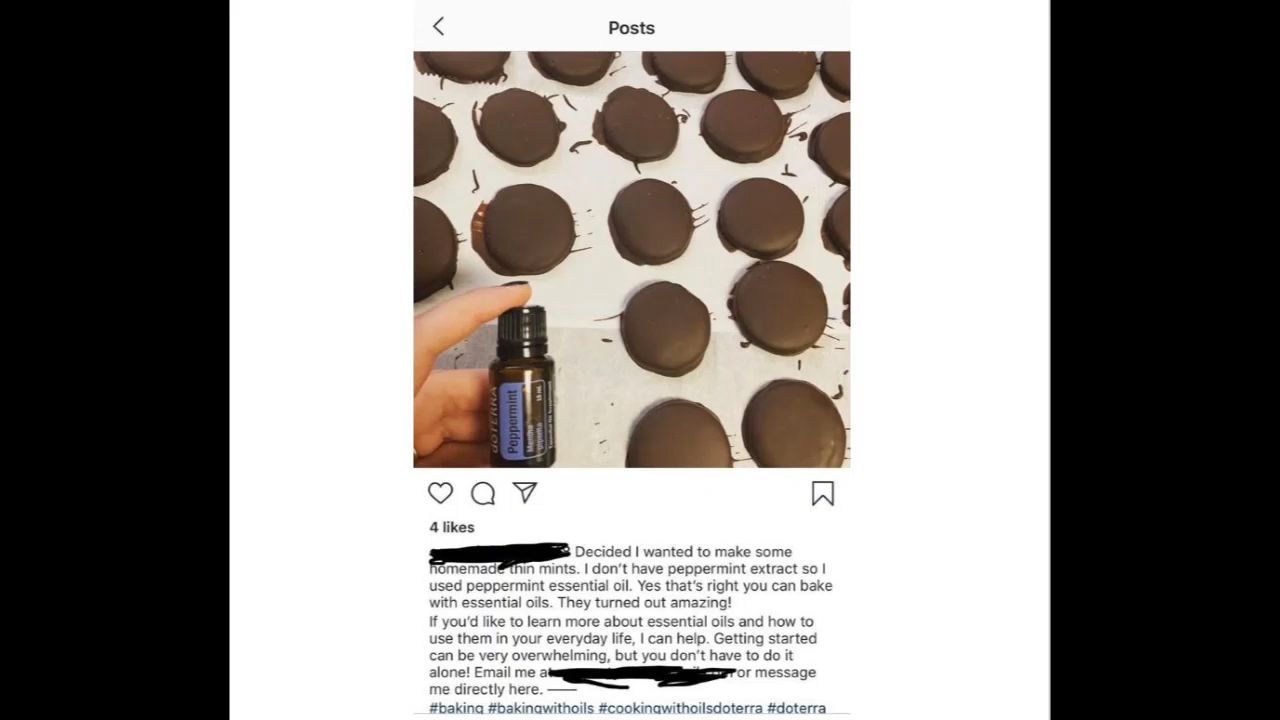 Posts
doTERRA
Peppermint
Mentha
piperita
15 mL
4 likes
Decided I wanted to make some
homemade thin mints. I don't have peppermint extract so I
used peppermint essential oil. Yes that's right you can bake
with essential oils. They turned out amazing!
If you'd like to learn more about essential oils and how to
use them in your everyday life, I can help. Getting started
can be very overwhelming, but you don't have to do it
alone! Email me at or message
me directly here. ——
#baking #bakingwithoils #cookingwithoilsdoterra #doterra